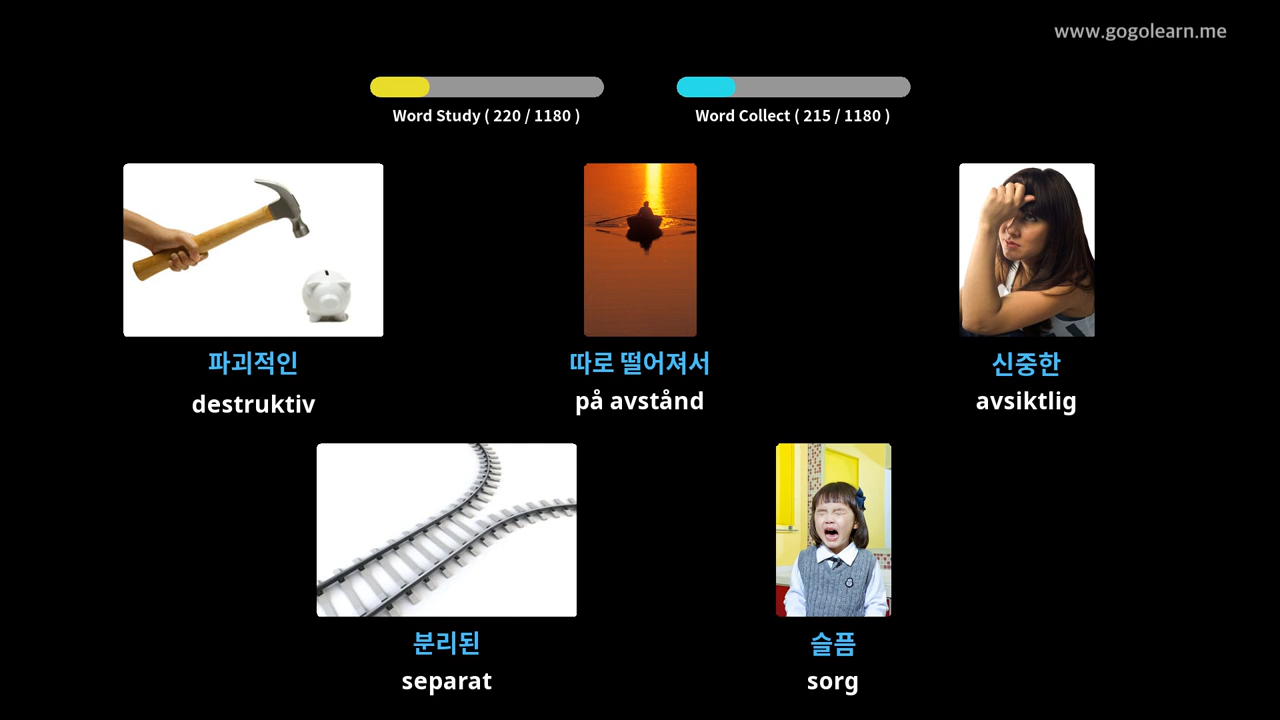 www.gogolearn.me
Word Study ( 220 / 1180 )
Word Collect ( 215 / 1180 )
파괴적인
destruktiv
따로 떨어져서
på avstånd
신중한
avsiktlig
분리된
separat
슬픔
sorg